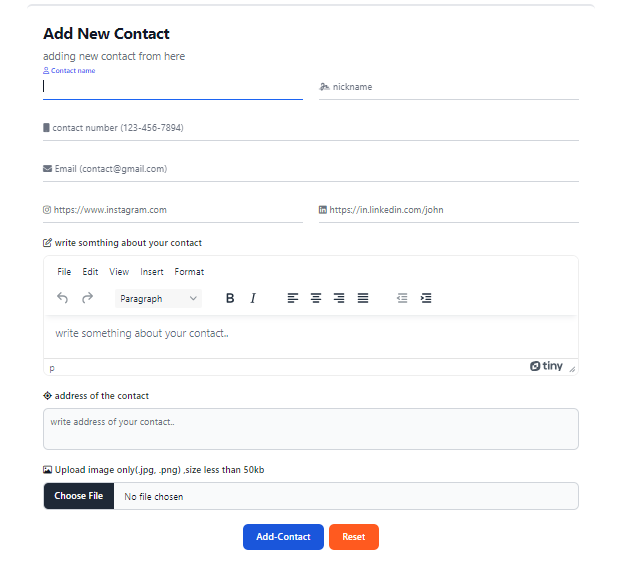 Add New Contact
adding new contact from here
Contact name
nickname
contact number (123-456-7894)
Email (contact@gmail.com)
https://www.instagram.com https://in.linkedin.com/john
write somthing about your contact
File Edit View Insert Format
Paragraph B I
write something about your contact..
p tiny
address of the contact
write address of your contact..
Upload image only(.jpg, .png) ,size less than 50kb
Choose File No file chosen
Add-Contact Reset